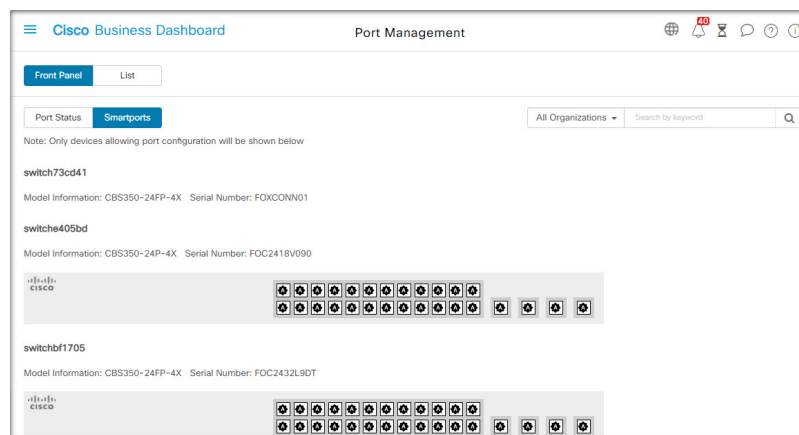 Cisco Business Dashboard
Port Management
40
Front Panel
List
Port Status
Smartports
All Organizations
Search by keyword
Note: Only devices allowing port configuration will be shown below
switch73cd41
Model Information: CBS350-24FP-4X Serial Number: FOXCONN01
switche405bd
Model Information: CBS350-24P-4X Serial Number: FOC2418V090
CISCO
switchbf1705
Model Information: CBS350-24FP-4X Serial Number: FOC2432L9DT
CISCO